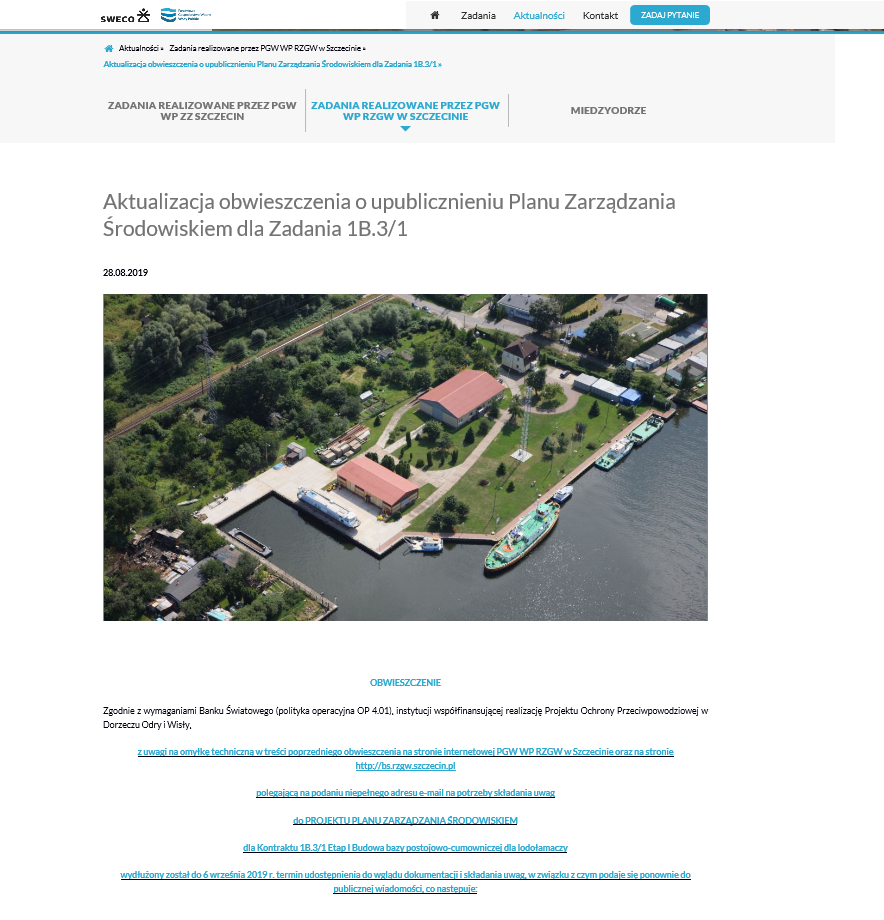 SWECO
Zadania
Aktualności
Kontakt
ZADAJ PYTANIE
Aktualności »
Zadania realizowane przez PGW WP RZGW w Szczecinie »
Aktualizacja obwieszczenia o upublicznieniu Planu Zarządzania Środowiskiem dla Zadania 1B.3/1 »
ZADANIA REALIZOWANE PRZEZ PGW
WP ZZ SZCZECIN
ZADANIA REALIZOWANE PRZEZ PGW
WP RZGW W SZCZECINIE
MIEDZYODRZE
Aktualizacja obwieszczenia o upublicznieniu Planu Zarządzania
Środowiskiem dla Zadania 1B.3/1
28.08.2019
OBWIESZCZENIE
Zgodnie z wymaganiami Banku Światowego (polityka operacyjna OP 4.01), instytucji współfinansującej realizację Projektu Ochrony Przeciwpowodziowej w
Dorzeczu Odry i Wisły,
z uwagi na omyłkę techniczną w treści poprzedniego obwieszczenia na stronie internetowej PGW WP RZGW w Szczecinie oraz na stronie
http://bs.rzgw.szczecin.pl
polegającą na podaniu niepełnego adresu e-mail na potrzeby składania uwag
do PROJEKTU PLANU ZARZĄDZANIA ŚRODOWISKIEM
dla Kontraktu 1B.3/1 Etap I Budowa bazy postojowo-cumowniczej dla lodołamaczy
wydłużony został do 6 września 2019 r. termin udostępnienia do wglądu dokumentacji i składania uwag, w związku z czym podaje się ponownie do
publicznej wiadomości, co następuje: